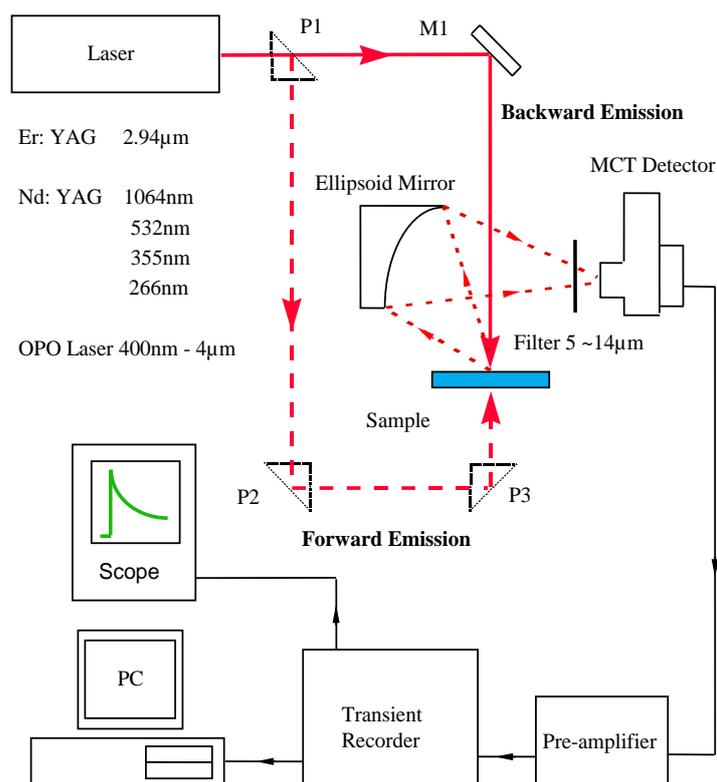 P1
M1
Laser
Backward Emission
Er: YAG 2.94µm
MCT Detector
Ellipsoid Mirror
Nd: YAG 1064nm
532nm
355nm
266nm
OPO Laser 400nm - 4µm
Filter 5 ~14µm
Sample
P2
P3
Forward Emission
Scope
PC
Transient
Recorder
Pre-amplifier